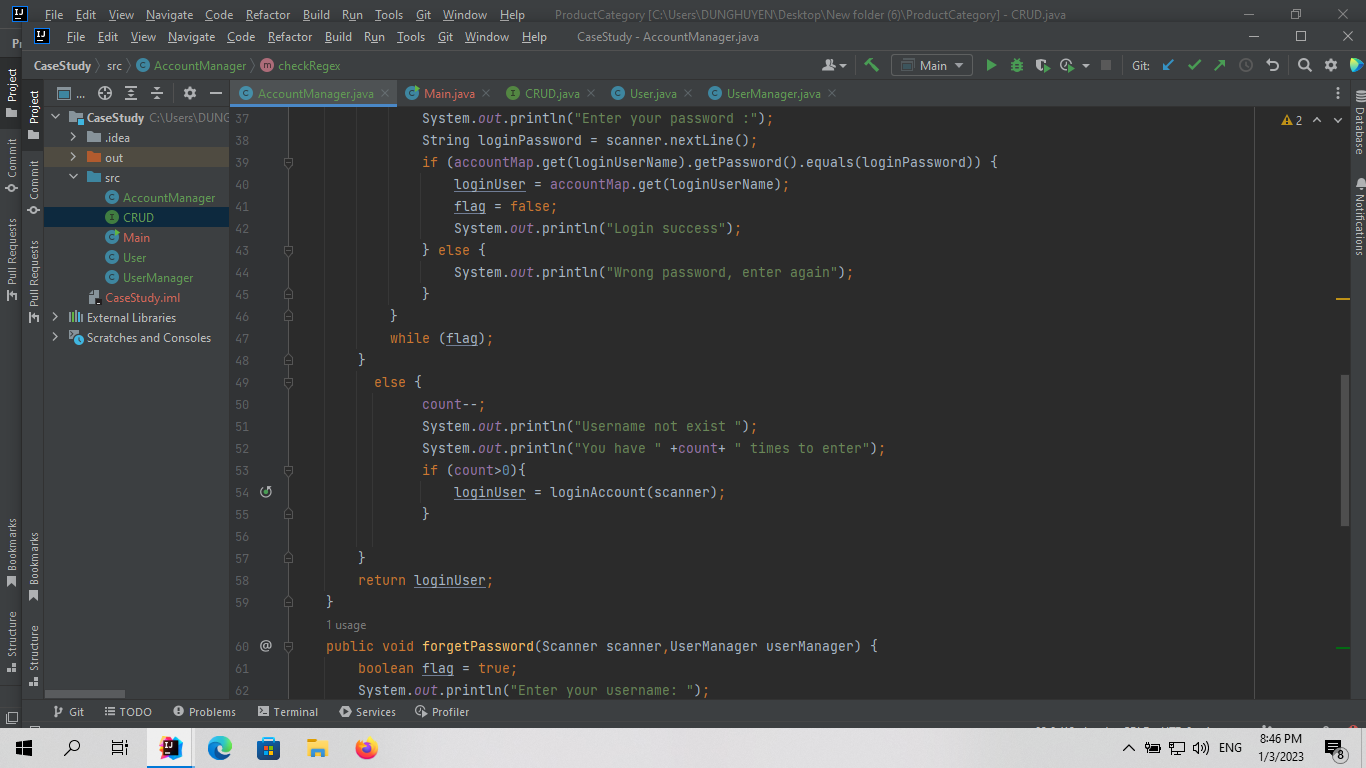 File Edit View Navigate Code Refactor Build Run Tools Git Window Help ProductCategory [C:\Users\DUNGHUYEN\Desktop\New folder (6)\ProductCategory] - CRUD.java
File Edit View Navigate Code Refactor Build Run Tools Git Window Help CaseStudy - AccountManager.java
CaseStudy src AccountManager checkRegex Main Git:
Project ... AccountManager.java Main.java CRUD.java User.java UserManager.java
Project
Commit
Pull Requests
Bookmarks
Structure
Project
Commit
Pull Requests
Bookmarks
Structure
CaseStudy C:\Users\DUNG
.idea
out
src
AccountManager
CRUD
Main
User
UserManager
CaseStudy.iml
External Libraries
Scratches and Consoles
37 System.out.println("Enter your password :");
38 String loginPassword = scanner.nextLine();
39 if (accountMap.get(loginUserName).getPassword().equals(loginPassword)) {
40 loginUser = accountMap.get(loginUserName);
41 flag = false;
42 System.out.println("Login success");
43 } else {
44 System.out.println("Wrong password, enter again");
45 }
46 }
47 while (flag);
48 }
49 else {
50 count--;
51 System.out.println("Username not exist ");
52 System.out.println("You have " +count+ " times to enter");
53 if (count>0){
54 loginUser = loginAccount(scanner);
55 }
56
57 }
58 return loginUser;
59 }
1 usage
60 @ public void forgetPassword(Scanner scanner,UserManager userManager) {
61 boolean flag = true;
62 System.out.println("Enter your username: ");
2
Database
Notifications
Git TODO Problems Terminal Services Profiler
ENG
8:46 PM
1/3/2023
8